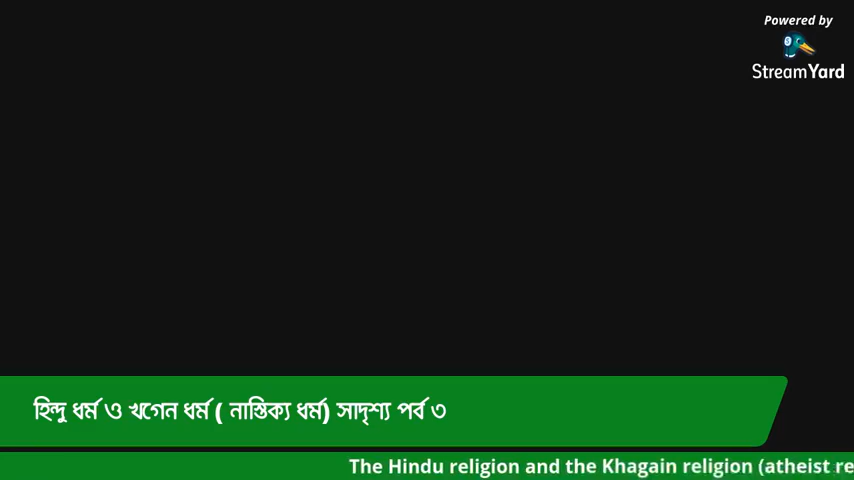 Powered by
StreamYard
হিন্দু ধর্ম ও খগেন ধর্ম ( নাস্তিক্য ধর্ম) সাদৃশ্য পর্ব ৩
The Hindu religion and the Khagain religion (atheist re